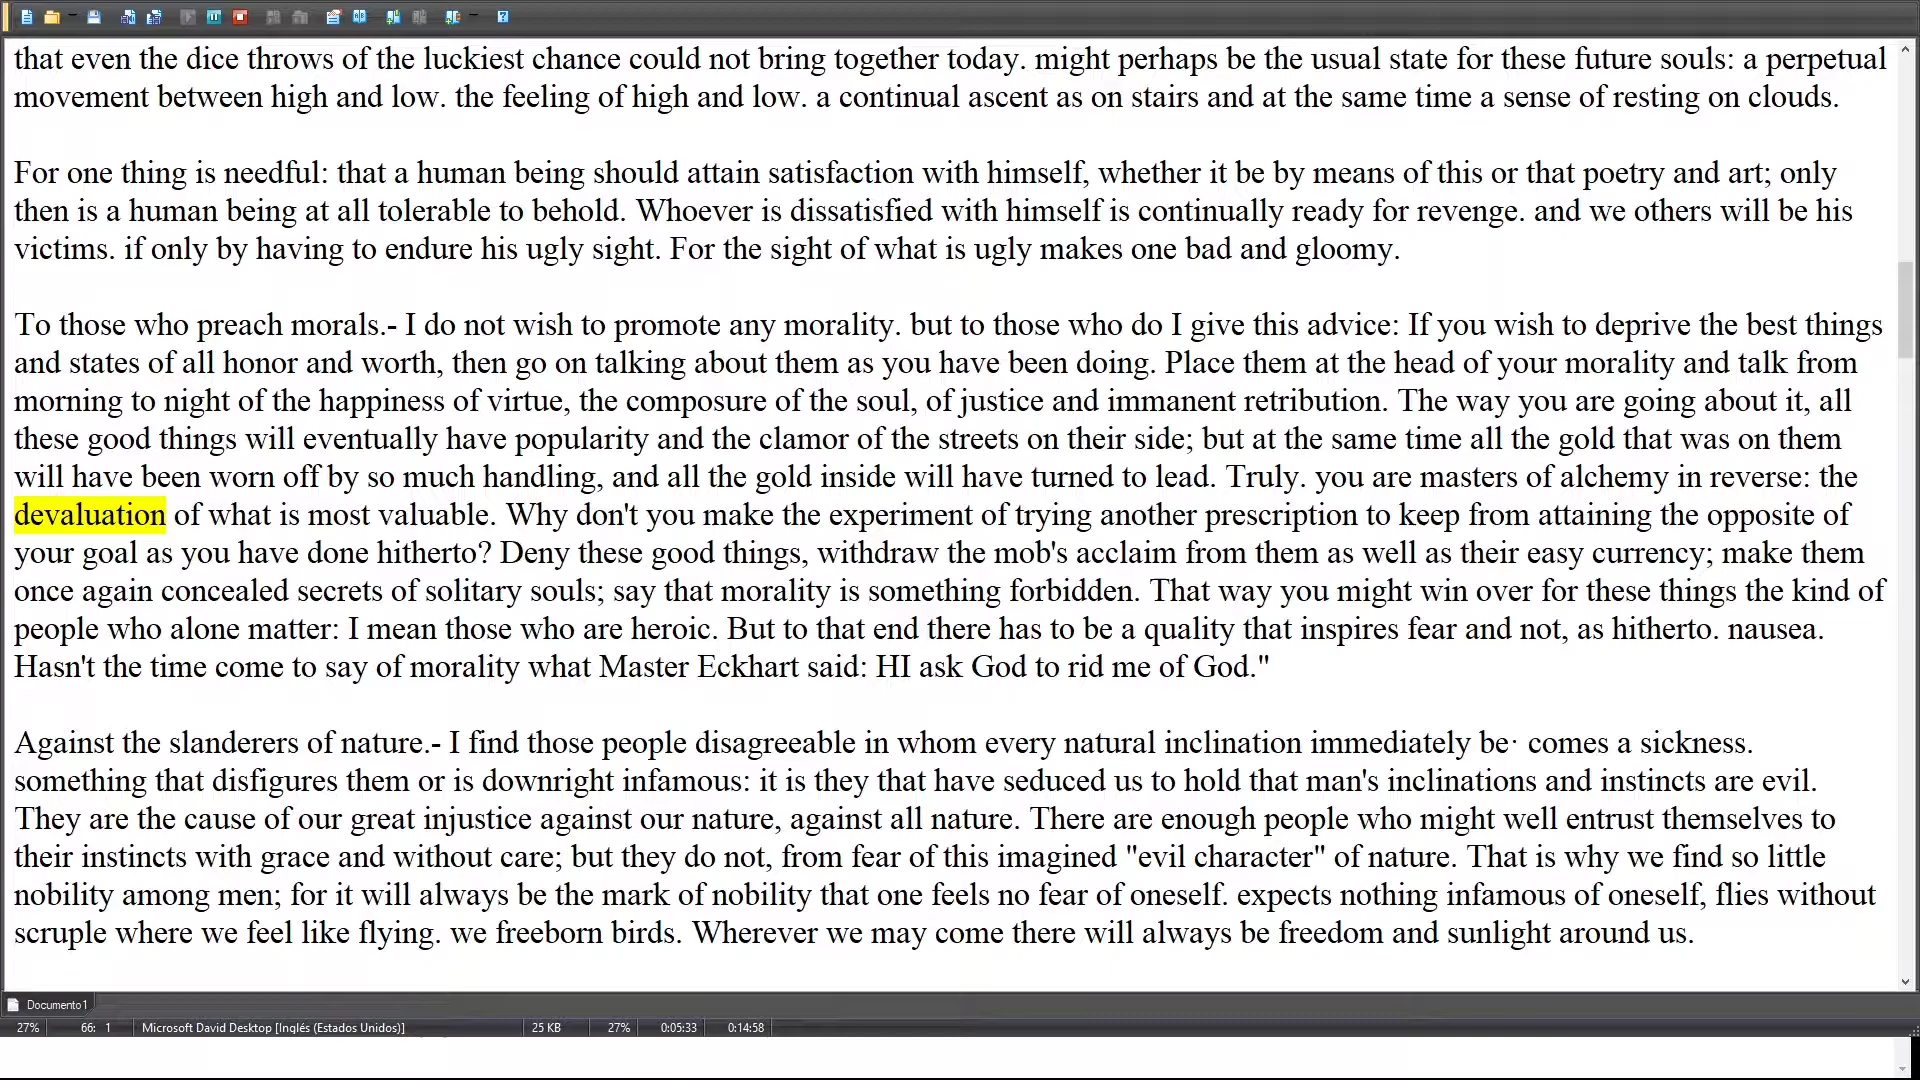 that even the dice throws of the luckiest chance could not bring together today. might perhaps be the usual state for these future souls: a perpetual
movement between high and low. the feeling of high and low. a continual ascent as on stairs and at the same time a sense of resting on clouds.
For one thing is needful: that a human being should attain satisfaction with himself, whether it be by means of this or that poetry and art; only
then is a human being at all tolerable to behold. Whoever is dissatisfied with himself is continually ready for revenge. and we others will be his
victims. if only by having to endure his ugly sight. For the sight of what is ugly makes one bad and gloomy.
To those who preach morals.- I do not wish to promote any morality. but to those who do I give this advice: If you wish to deprive the best things
and states of all honor and worth, then go on talking about them as you have been doing. Place them at the head of your morality and talk from
morning to night of the happiness of virtue, the composure of the soul, of justice and immanent retribution. The way you are going about it, all
these good things will eventually have popularity and the clamor of the streets on their side; but at the same time all the gold that was on them
will have been worn off by so much handling, and all the gold inside will have turned to lead. Truly. you are masters of alchemy in reverse: the
devaluation of what is most valuable. Why don't you make the experiment of trying another prescription to keep from attaining the opposite of
your goal as you have done hitherto? Deny these good things, withdraw the mob's acclaim from them as well as their easy currency; make them
once again concealed secrets of solitary souls; say that morality is something forbidden. That way you might win over for these things the kind of
people who alone matter: I mean those who are heroic. But to that end there has to be a quality that inspires fear and not, as hitherto. nausea.
Hasn't the time come to say of morality what Master Eckhart said: HI ask God to rid me of God."
Against the slanderers of nature.- I find those people disagreeable in whom every natural inclination immediately be· comes a sickness.
something that disfigures them or is downright infamous: it is they that have seduced us to hold that man's inclinations and instincts are evil.
They are the cause of our great injustice against our nature, against all nature. There are enough people who might well entrust themselves to
their instincts with grace and without care; but they do not, from fear of this imagined "evil character" of nature. That is why we find so little
nobility among men; for it will always be the mark of nobility that one feels no fear of oneself. expects nothing infamous of oneself, flies without
scruple where we feel like flying. we freeborn birds. Wherever we may come there will always be freedom and sunlight around us.
Documento1
27% 66: 1 Microsoft David Desktop [Inglés (Estados Unidos)] 25 KB 27% 0:05:33 0:14:58